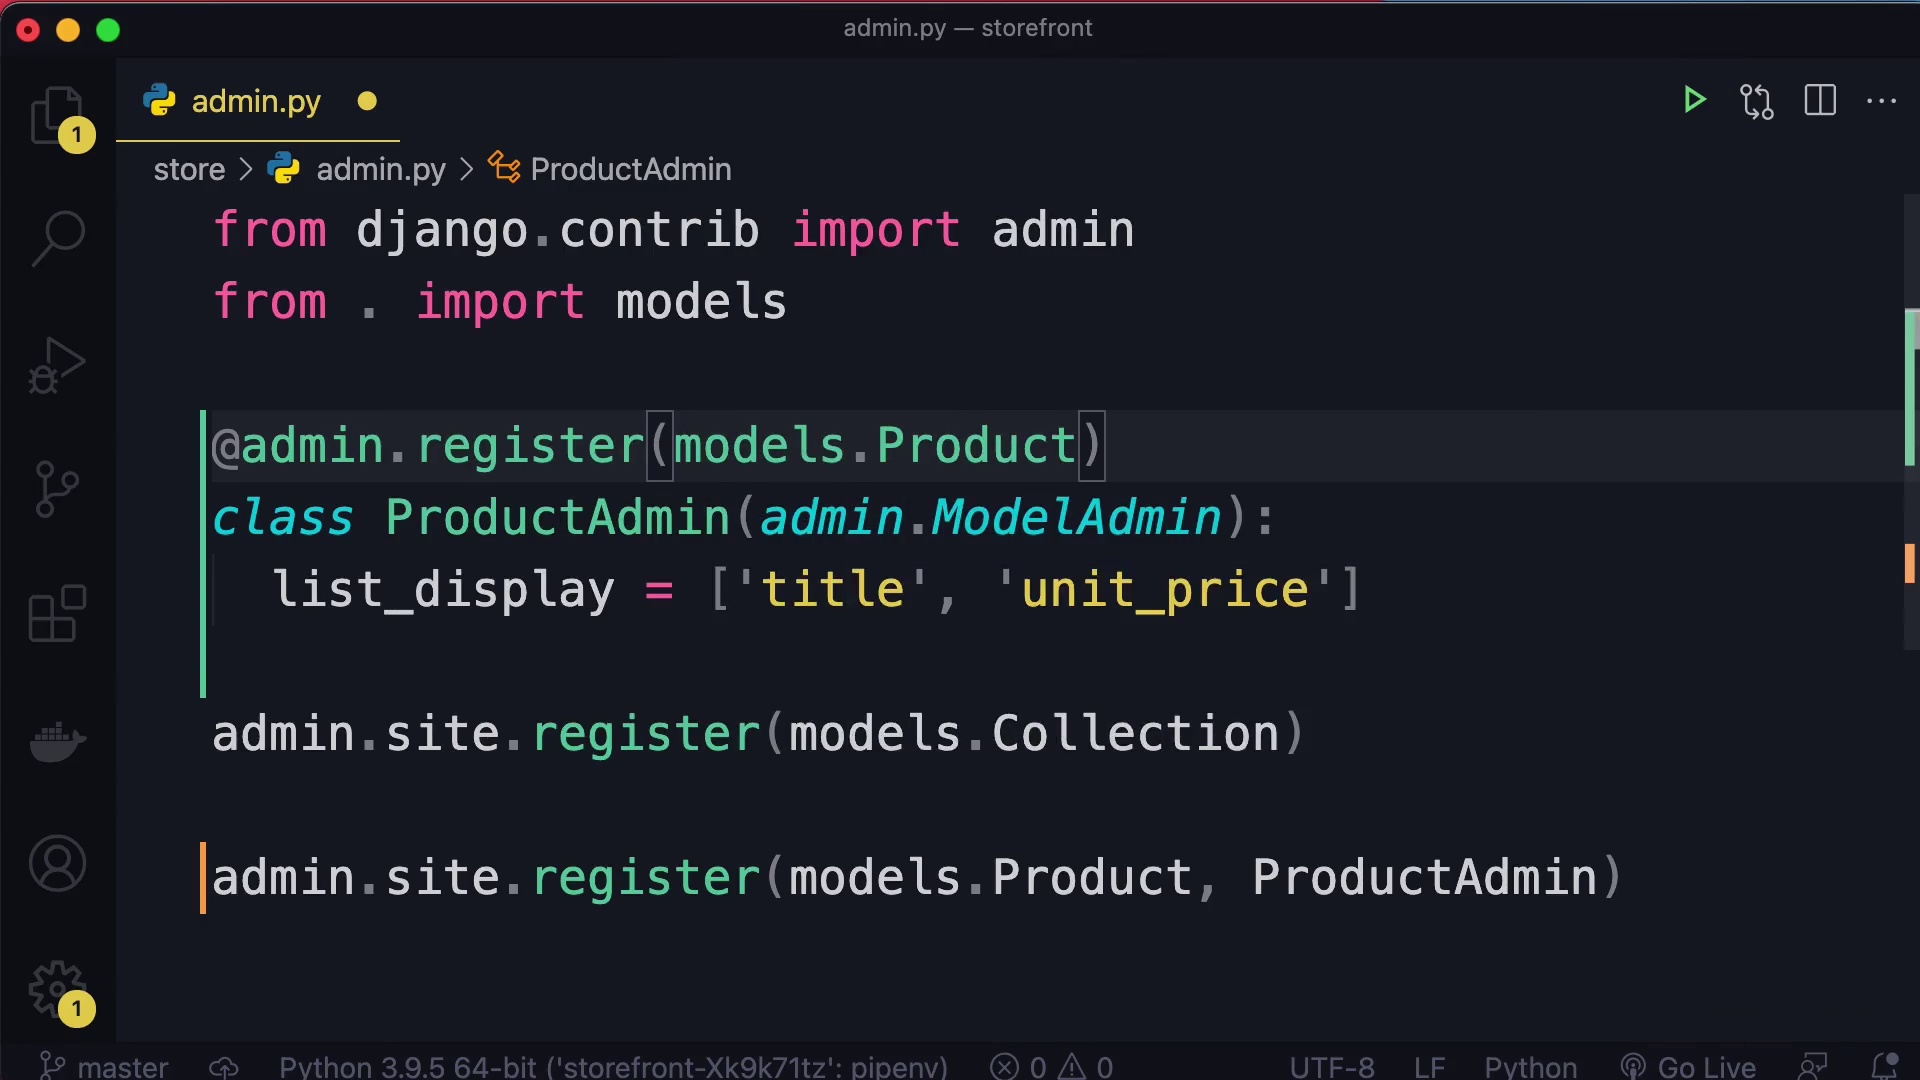 admin.py — storefront
admin.py
store > admin.py > ProductAdmin
from django.contrib import admin
from . import models
@admin.register(models.Product)
class ProductAdmin(admin.ModelAdmin):
list_display = ['title', 'unit_price']
admin.site.register(models.Collection)
admin.site.register(models.Product, ProductAdmin)
1
1
master Python 3.9.5 64-bit ('storefront-Xk9k71tz': pipenv) 0 0 UTF-8 LF Python Go Live